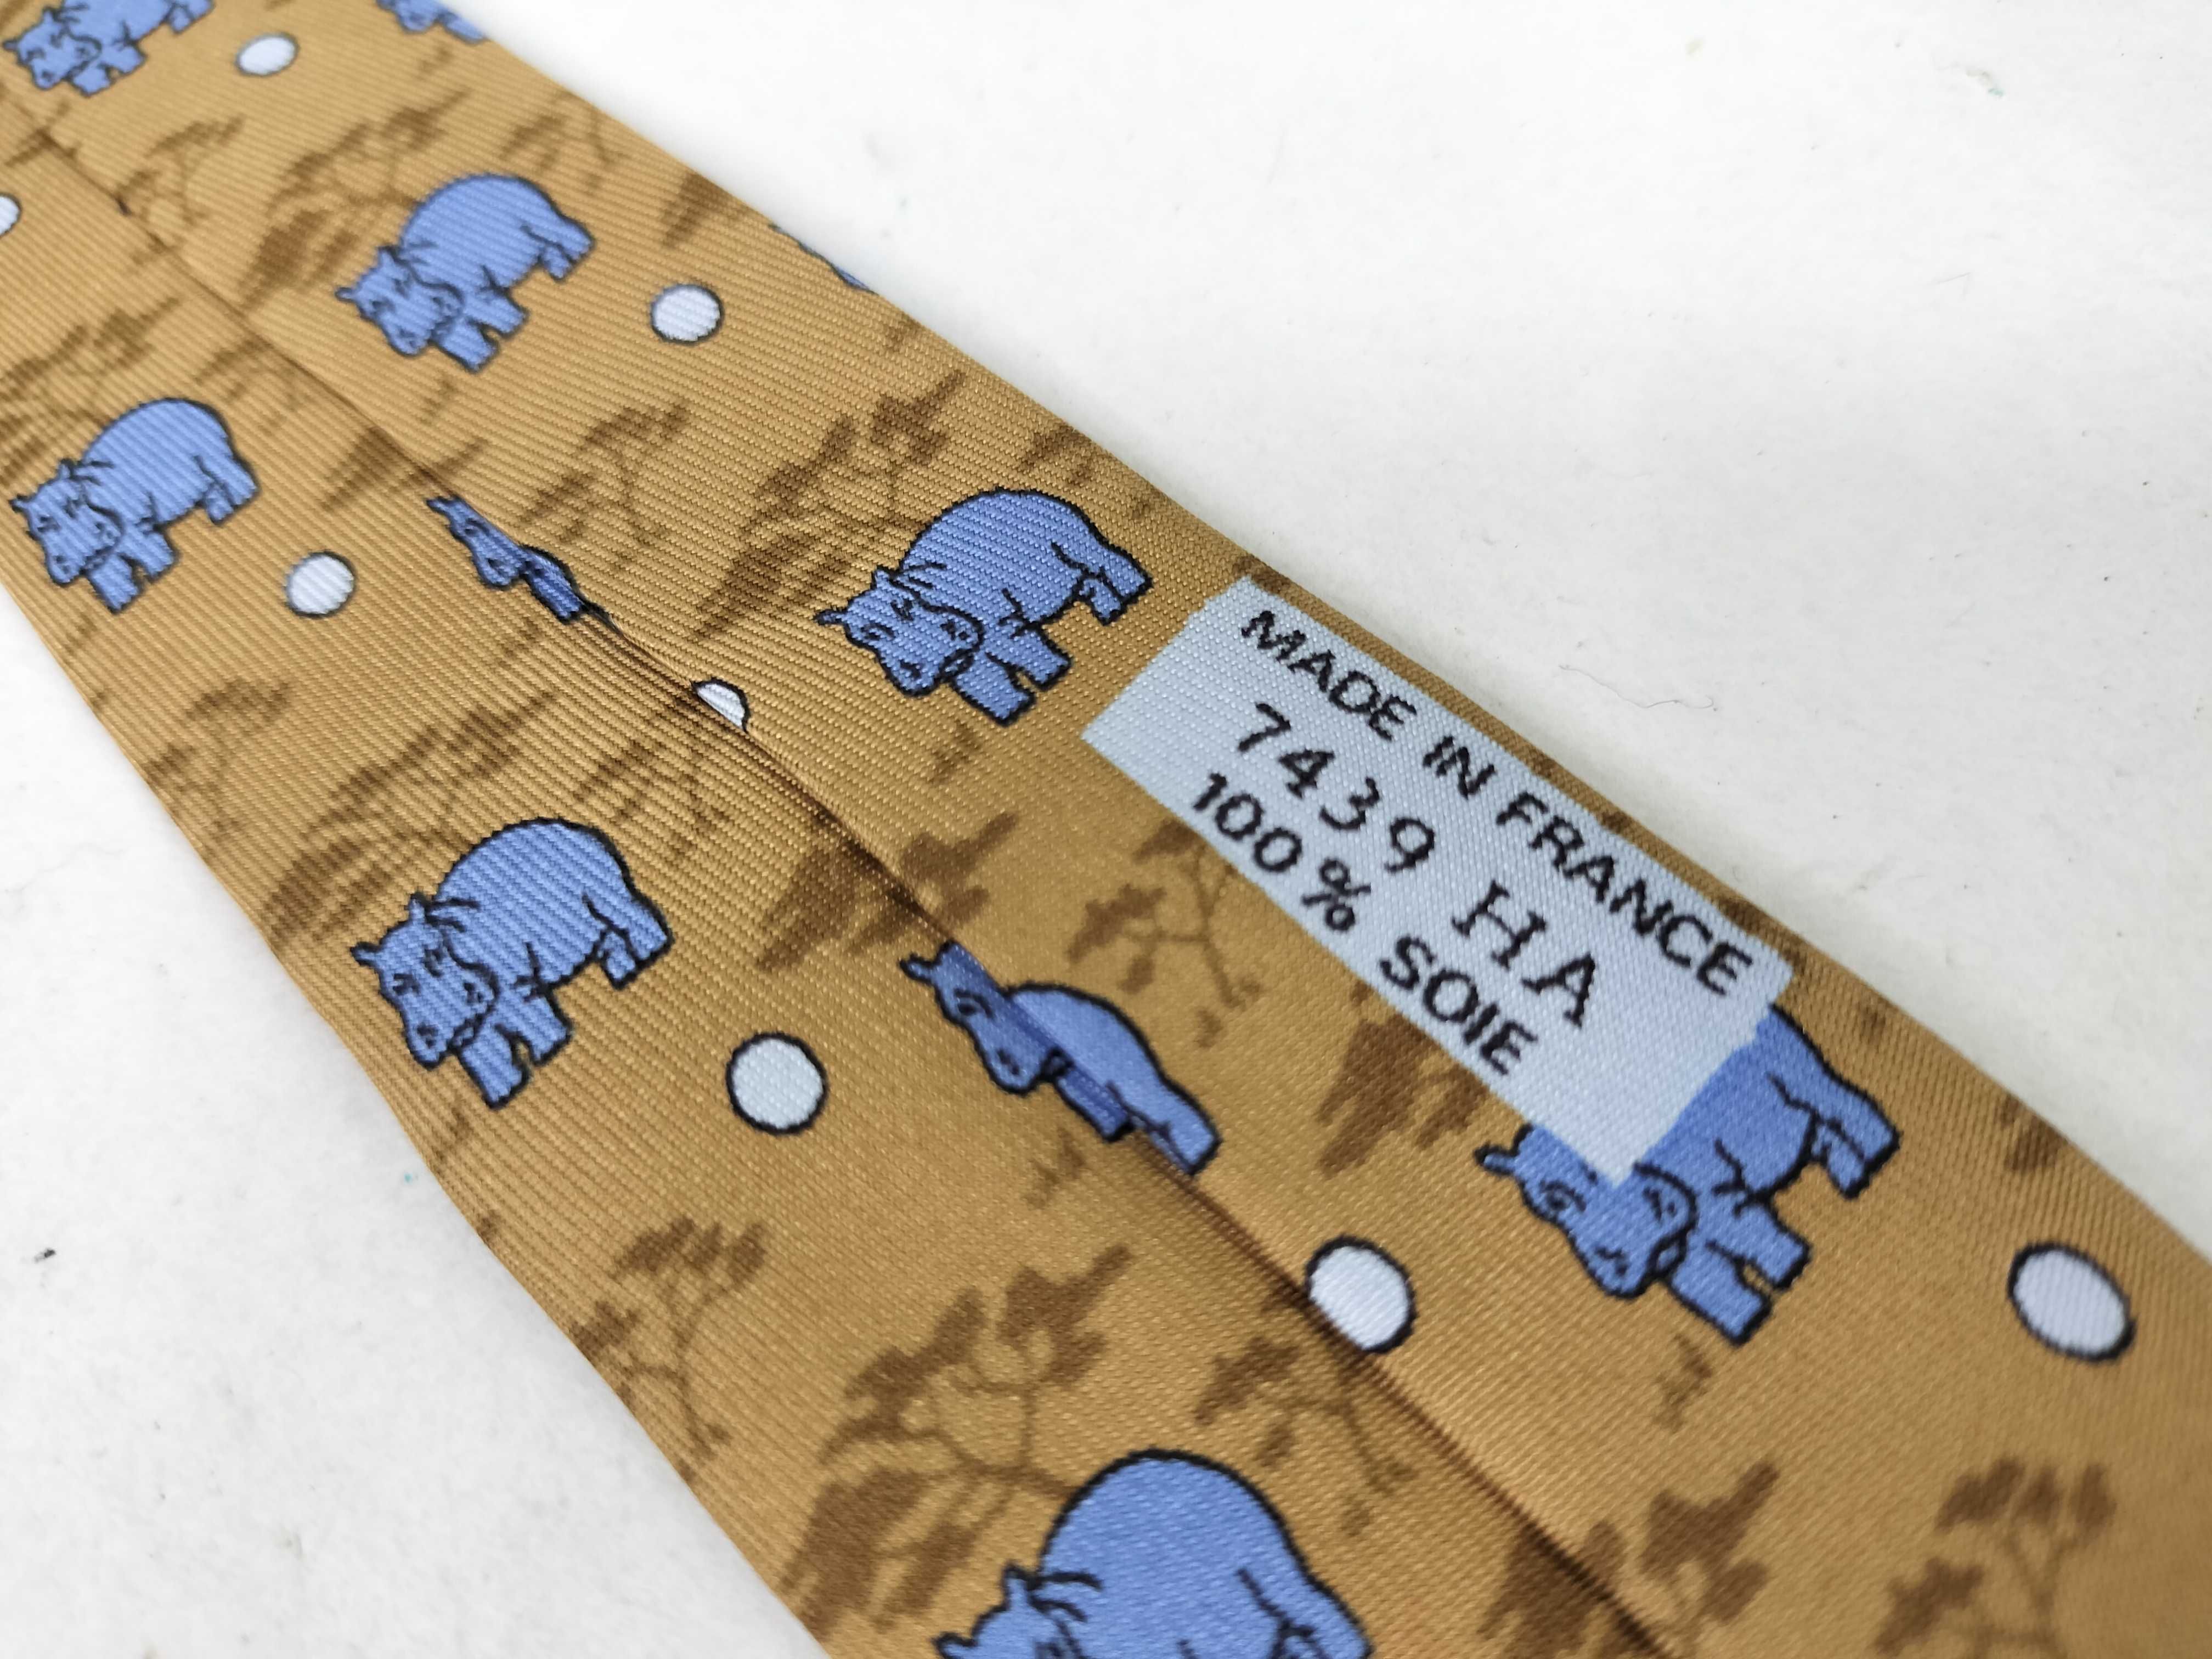 MADE IN FRANCE
7439 HA
100% SOIE